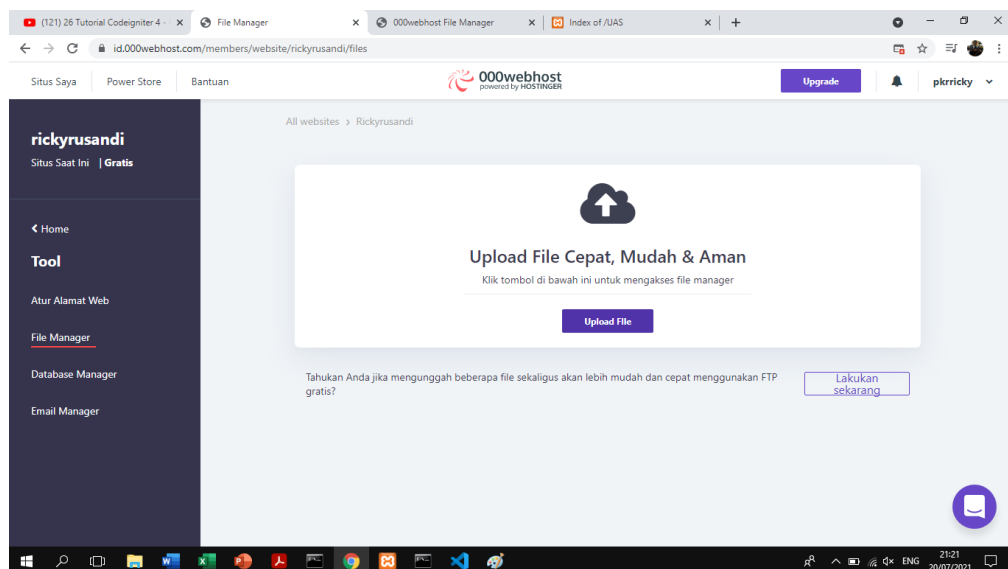 (121) 26 Tutorial Codeigniter 4 -
File Manager
000webhost File Manager
Index of /UAS
id.000webhost.com/members/website/rickyrusandi/files
Situs Saya
Power Store
Bantuan
000webhost
powered by HOSTINGER
Upgrade
pkrricky
rickyrusandi
Situs Saat Ini | Gratis
Home
Tool
Atur Alamat Web
File Manager
Database Manager
Email Manager
All websites > Rickyrusandi
Upload File Cepat, Mudah & Aman
Klik tombol di bawah ini untuk mengakses file manager
Upload FIle
Tahukan Anda jika mengunggah beberapa file sekaligus akan lebih mudah dan cepat menggunakan FTP
gratis?
Lakukan
sekarang
ENG
21:21
20/07/2021